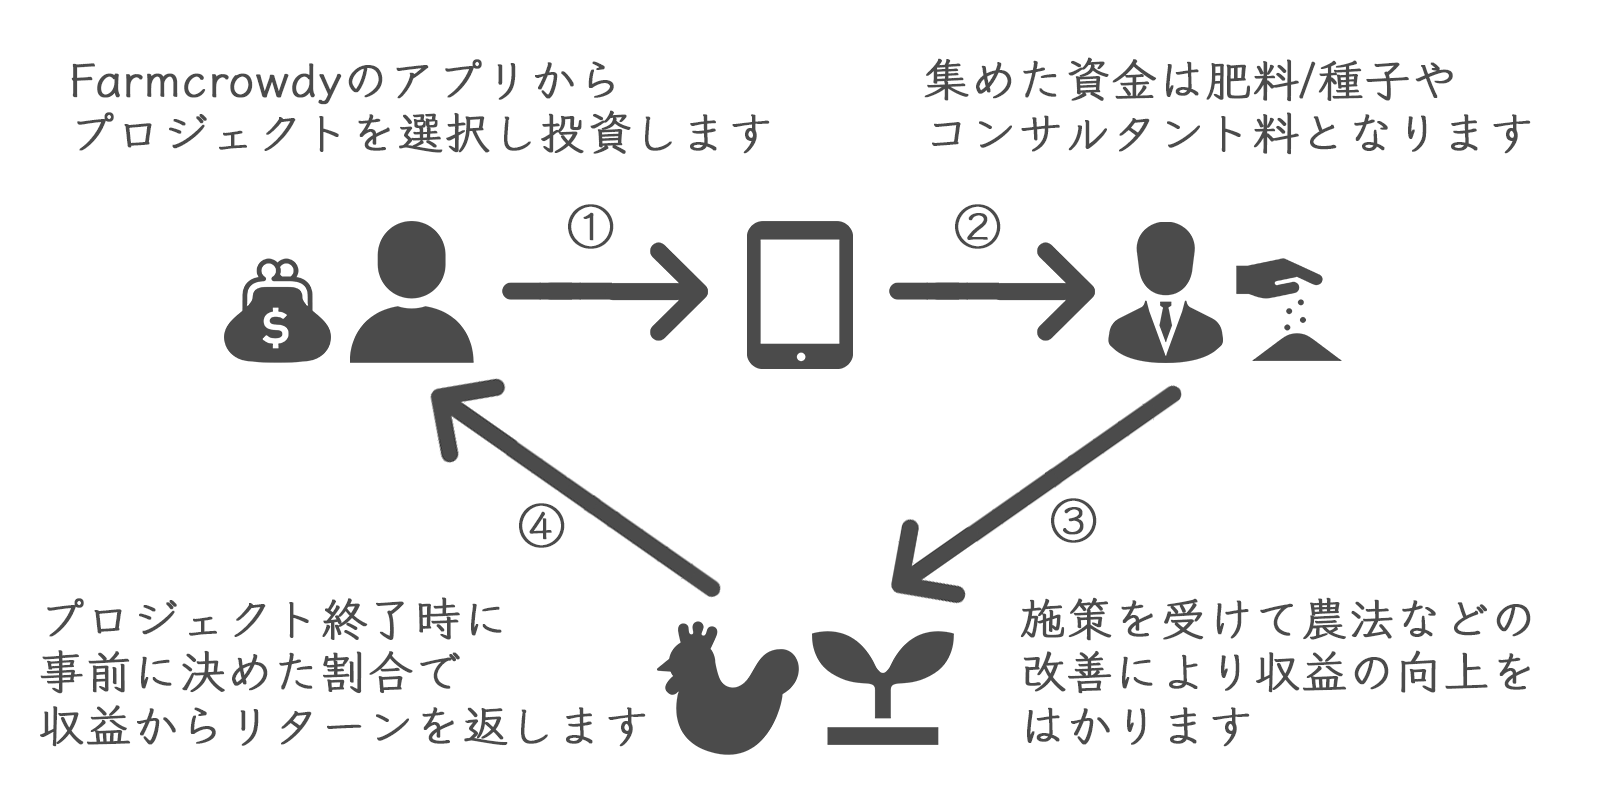 Farmcrowdyのアプリから
プロジェクトを選択し投資します
集めた資金は肥料/種子や
コンサルタント料となります
①
②
$
③
④
施策を受けて農法などの
改善により収益の向上を
はかります
プロジェクト終了時に
事前に決めた割合で
収益からリターンを返します